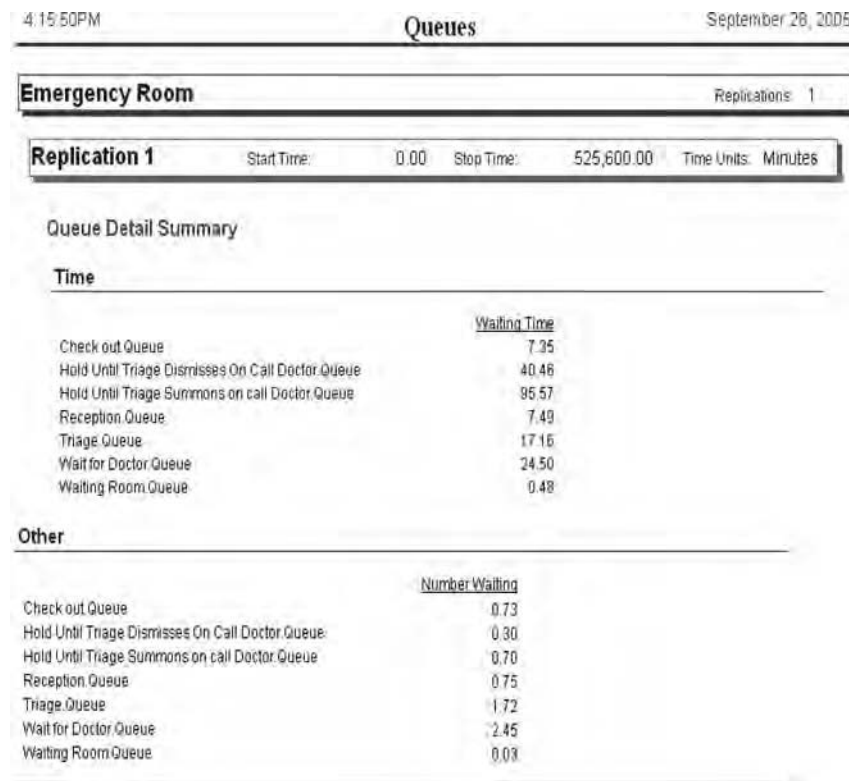 4:15:50PM Queues September 28, 2005
Emergency Room Replications: 1
Replication 1 Start Time: 0.00 Stop Time: 525,600.00 Time Units: Minutes
Queue Detail Summary
Time
Waiting Time
Check out.Queue 7.35
Hold Until Triage Dismisses On Call Doctor.Queue 40.46
Hold Until Triage Summons on call Doctor.Queue 95.57
Reception.Queue 7.49
Triage.Queue 17.16
Wait for Doctor.Queue 24.50
Waiting Room.Queue 0.48
Other
Number Waiting
Check out.Queue 0.73
Hold Until Triage Dismisses On Call Doctor.Queue 0.30
Hold Until Triage Summons on call Doctor.Queue 0.70
Reception.Queue 0.75
Triage.Queue 1.72
Wait for Doctor.Queue 2.45
Waiting Room.Queue 0.03